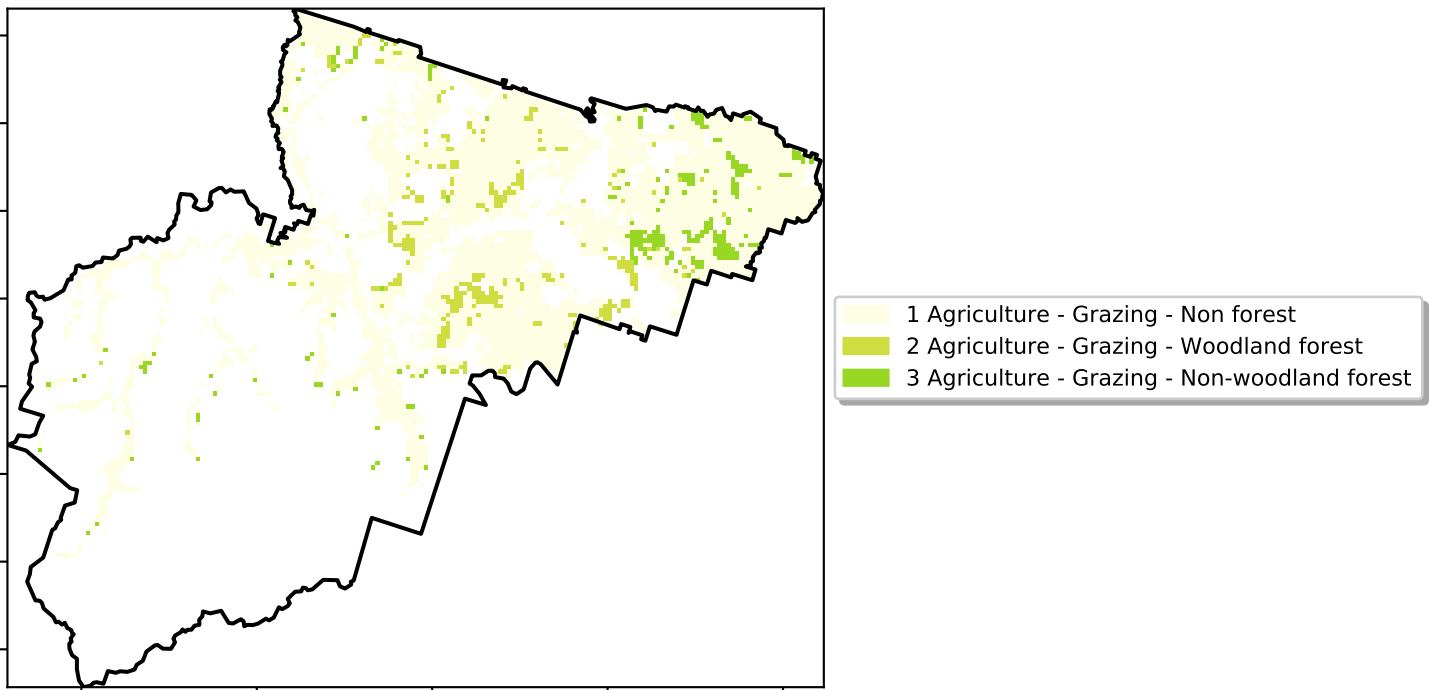 1 Agriculture - Grazing - Non forest
2 Agriculture - Grazing - Woodland forest
3 Agriculture - Grazing - Non-woodland forest